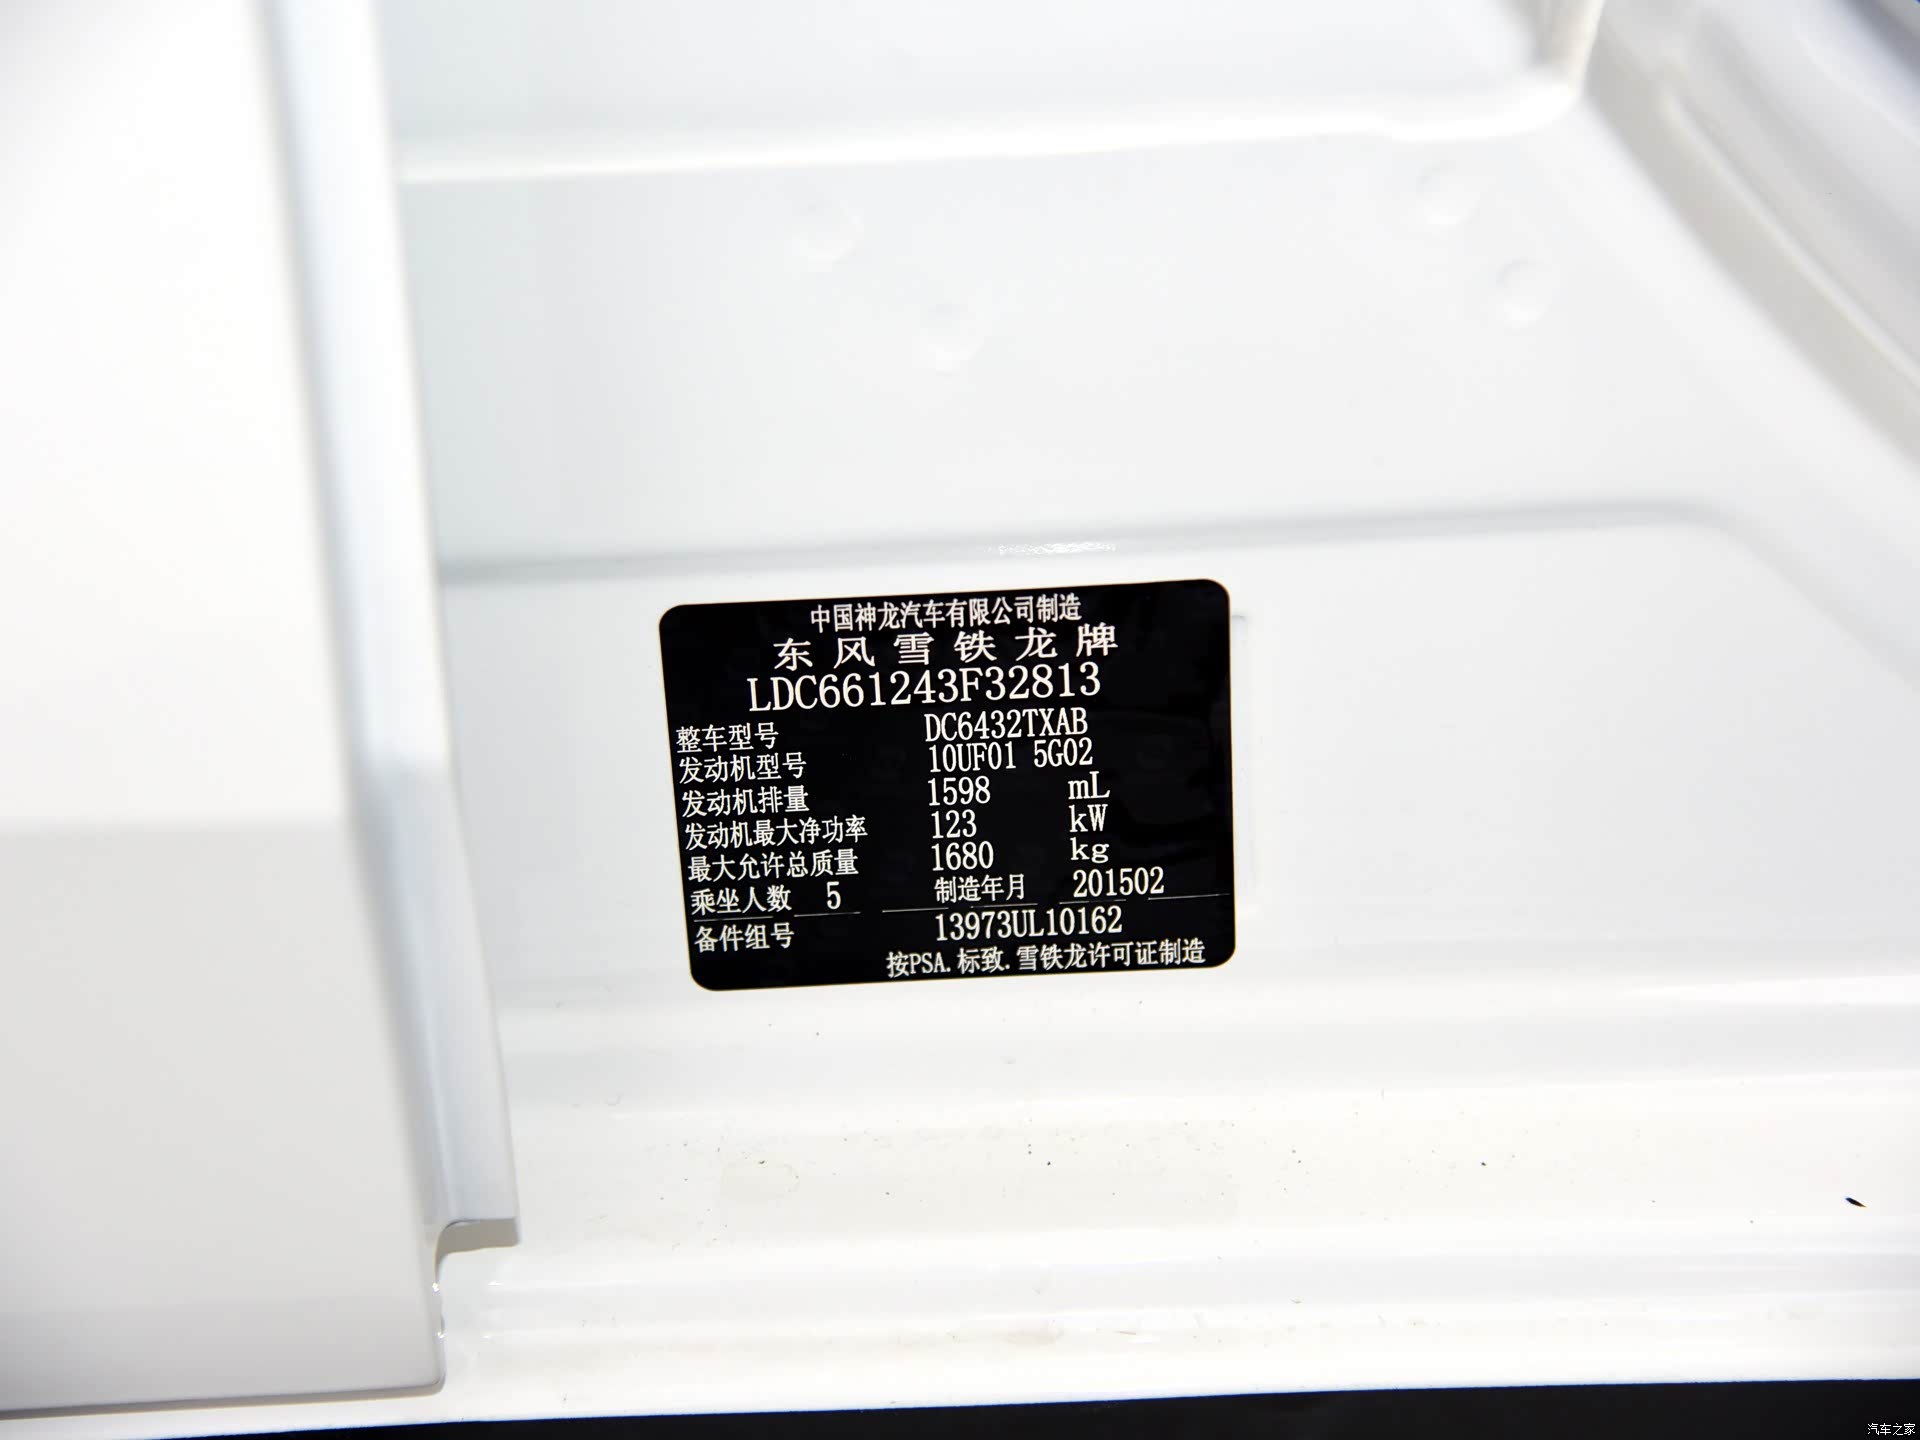 中国神龙汽车有限公司制造
东风雪铁龙牌
LDC661243F32813
整车型号 DC6432TXAB
发动机型号 10UF01 5G02
发动机排量 1598 mL
发动机最大净功率 123 kW
最大允许总质量 1680 kg
乘坐人数 5 制造年月 201502
备件组号 13973UL10162
按PSA.标致.雪铁龙许可证制造
汽车之家